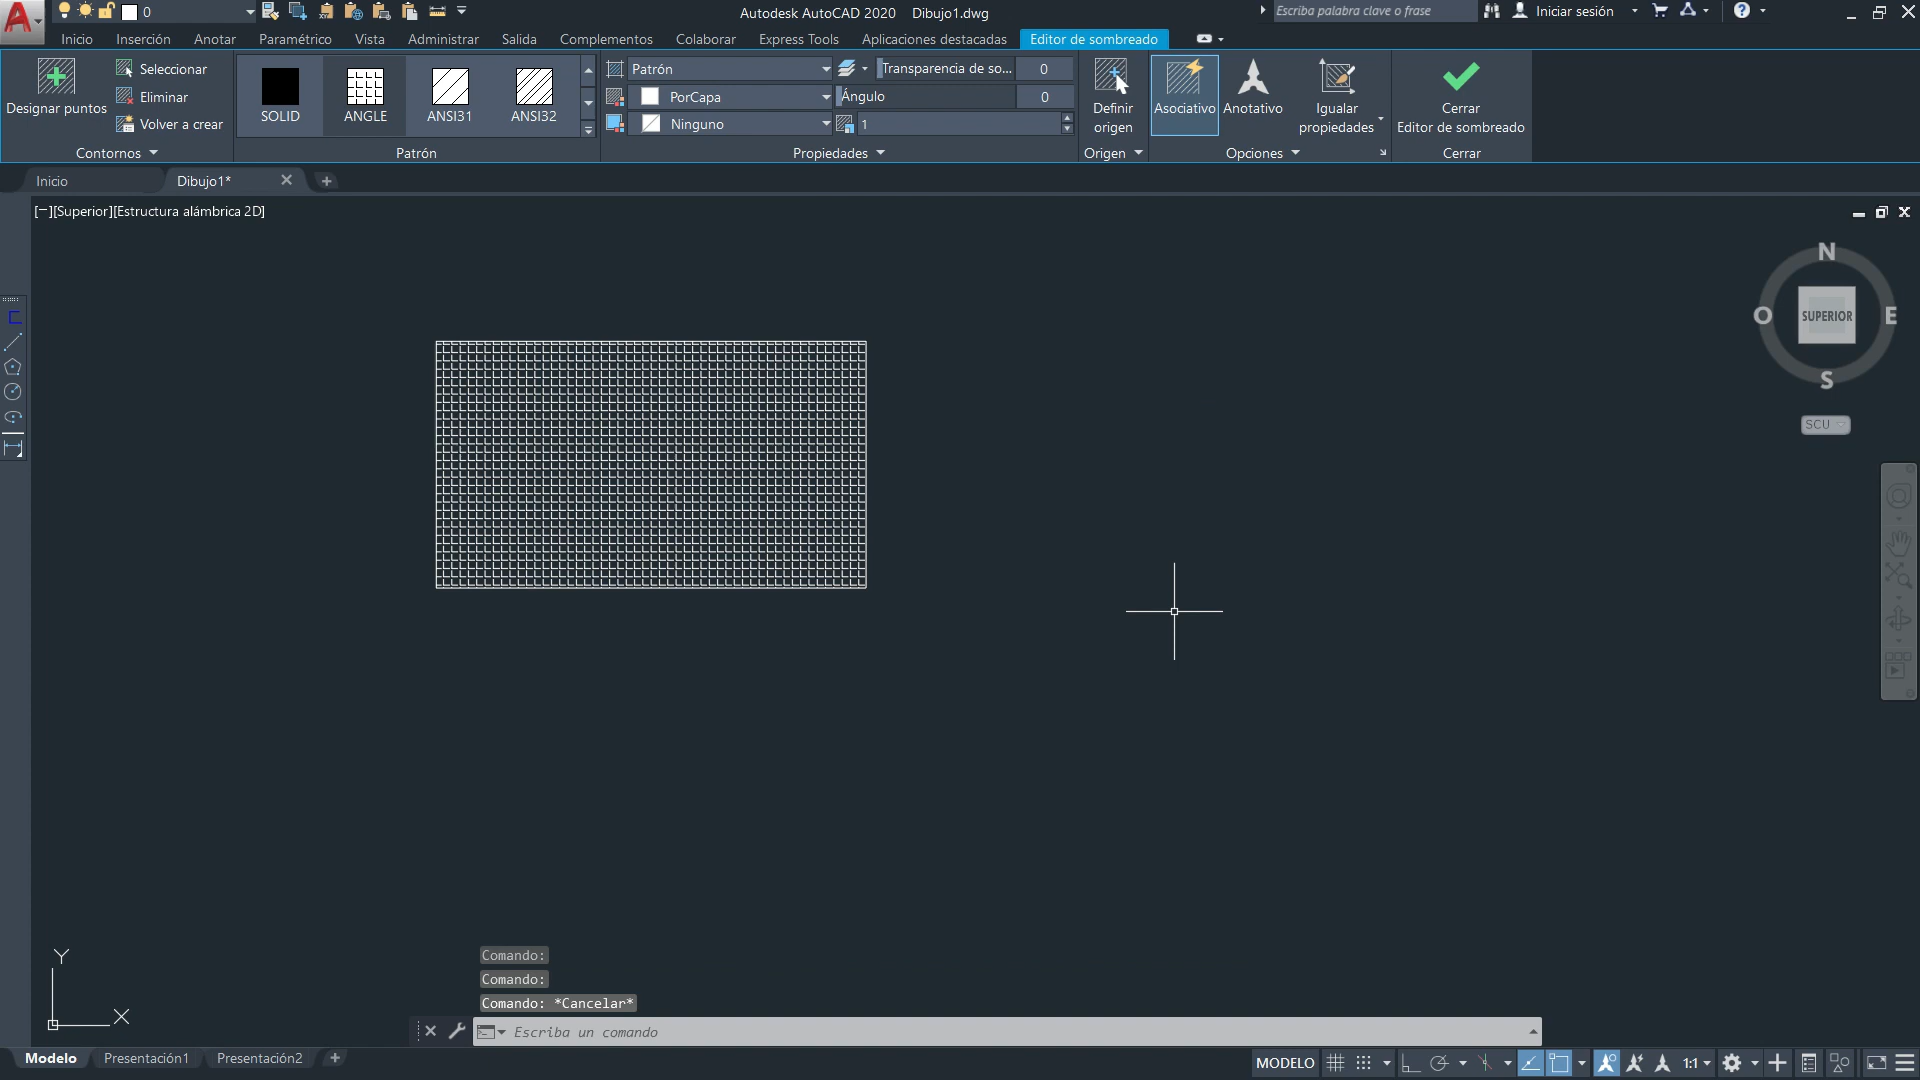 0
Autodesk AutoCAD 2020 Dibujo1.dwg
Escriba palabra clave o frase
Iniciar sesión
Inicio Inserción Anotar Paramétrico Vista Administrar Salida Complementos Colaborar Express Tools Aplicaciones destacadas Editor de sombreado
Designar puntos
Seleccionar
Eliminar
Volver a crear
Contornos
SOLID ANGLE ANSI31 ANSI32
Patrón
Patrón
PorCapa
Ninguno
Transparencia de so... 0
Ángulo 0
1
Propiedades
Definir
origen
Origen
Asociativo
Anotativo
Igualar
propiedades
Opciones
Cerrar
Editor de sombreado
Cerrar
Inicio Dibujo1*
[−][Superior][Estructura alámbrica 2D]
N
O SUPERIOR E
S
SCU
Y
X
Comando:
Comando:
Comando: *Cancelar*
Escriba un comando
Modelo Presentación1 Presentación2
MODELO 1:1